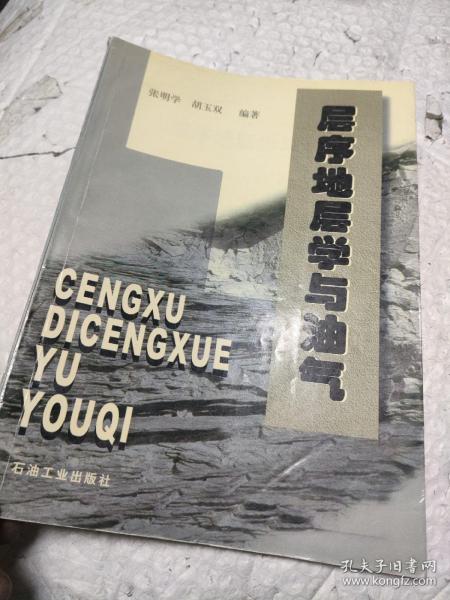 张明学 胡玉双 编著
层序地层学与油气
CENGXU
DICENGXUE
YU
YOUQI
石油工业出版社
孔夫子旧书网
www.kongfz.com